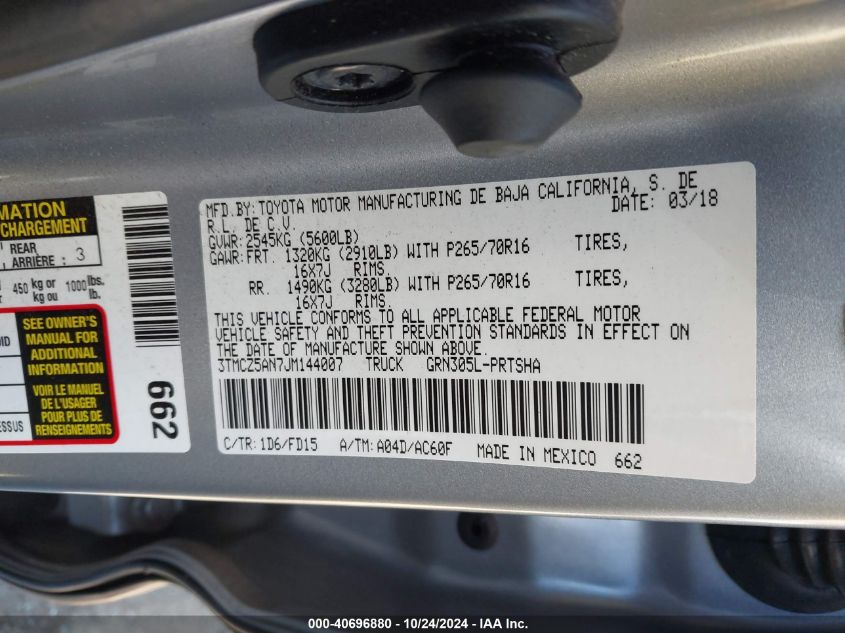 RMATION
CHARGEMENT
REAR
ARRIÈRE : 3
450 kg or 1000 lbs.
kg ou lb.
SEE OWNER'S
MANUAL FOR
ADDITIONAL
INFORMATION
VOIR LE MANUEL
DE L'USAGER
POUR PLUS DE
RENSEIGNEMENTS
ESSUS
662
MFD.BY:TOYOTA MOTOR MANUFACTURING DE BAJA CALIFORNIA, S. DE
R.L. DE C.V. DATE: 03/18
GVWR:2545KG (5600LB)
GAWR:FRT. 1320KG (2910LB) WITH P265/70R16 TIRES,
16X7J RIMS.
RR. 1490KG (3280LB) WITH P265/70R16 TIRES,
16X7J RIMS.
THIS VEHICLE CONFORMS TO ALL APPLICABLE FEDERAL MOTOR
VEHICLE SAFETY AND THEFT PREVENTION STANDARDS IN EFFECT ON
THE DATE OF MANUFACTURE SHOWN ABOVE.
3TMCZ5AN7JM144007 TRUCK GRN305L-PRTSHA
C/TR:1D6/FD15 A/TM:A04D/AC60F MADE IN MEXICO 662
000-40696880 - 10/24/2024 - IAA Inc.